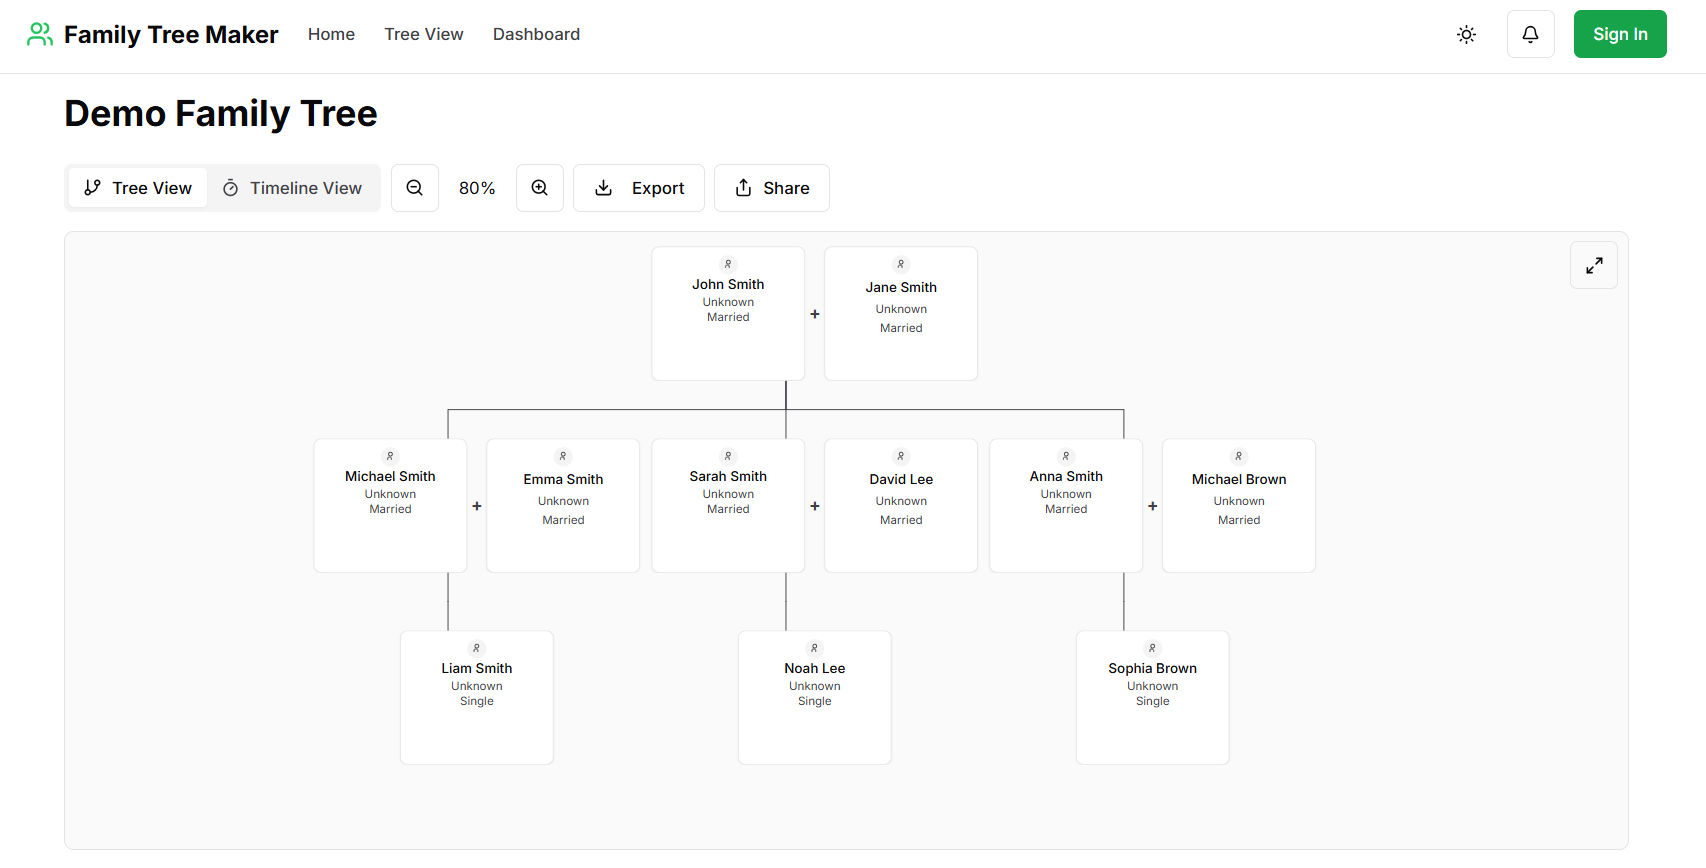 Family Tree Maker
Home
Tree View
Dashboard
Sign In
Demo Family Tree
Tree View
Timeline View
80%
Export
Share
John Smith
Unknown
Married
+
Jane Smith
Unknown
Married
Michael Smith
Unknown
Married
+
Emma Smith
Unknown
Married
Sarah Smith
Unknown
Married
+
David Lee
Unknown
Married
Anna Smith
Unknown
Married
+
Michael Brown
Unknown
Married
Liam Smith
Unknown
Single
Noah Lee
Unknown
Single
Sophia Brown
Unknown
Single